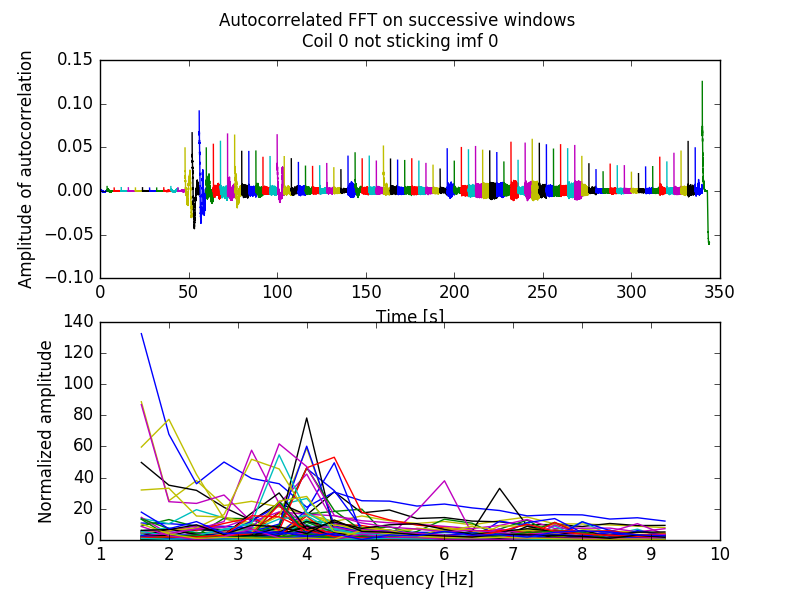 Autocorrelated FFT on successive windows
Coil 0 not sticking imf 0
Amplitude of autocorrelation
0.15
0.10
0.05
0.00
−0.05
−0.10
0 50 100 150 200 250 300 350
Time [s]
Normalized amplitude
140
120
100
80
60
40
20
0
1 2 3 4 5 6 7 8 9 10
Frequency [Hz]